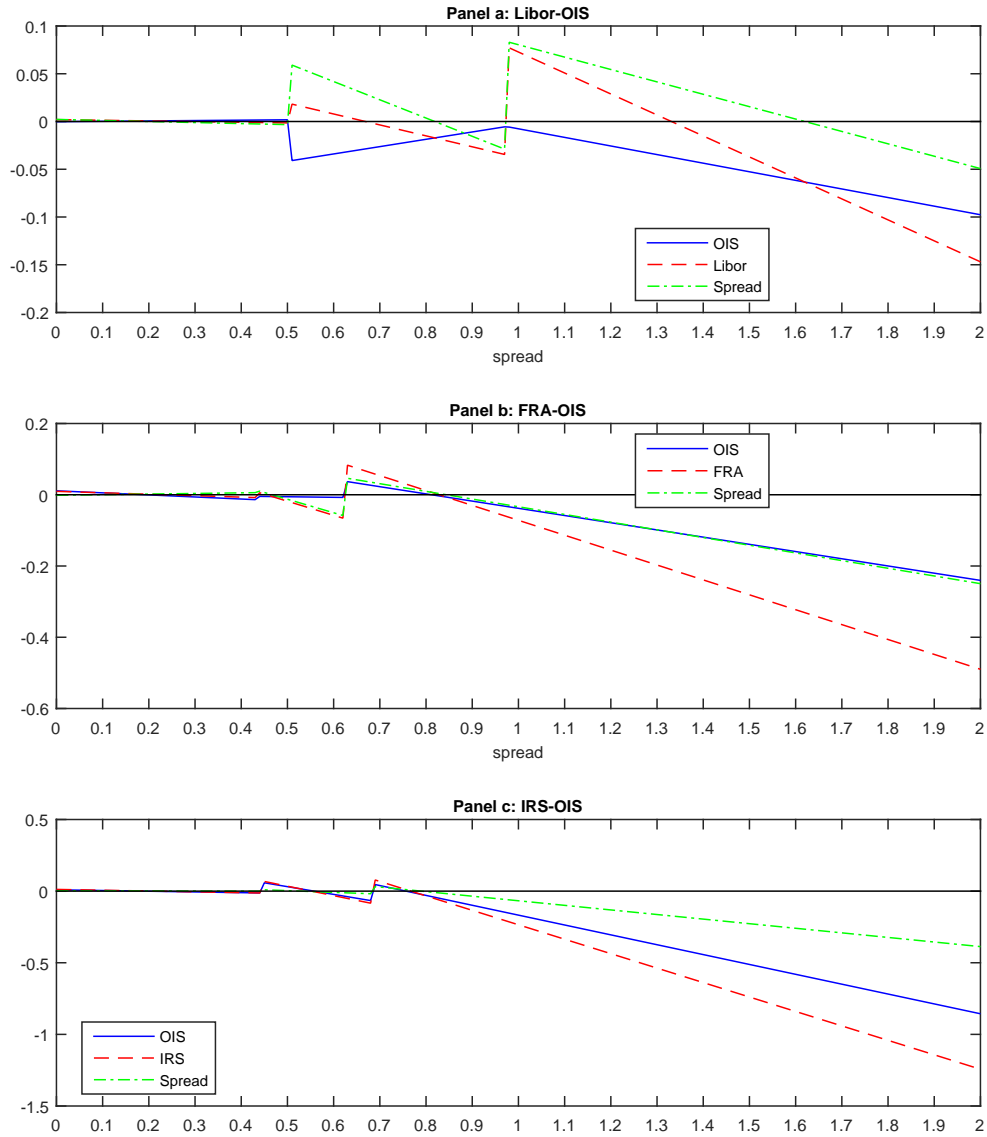 Panel a: Libor-OIS
0.1
0.05
0
-0.05
-0.1
-0.15
-0.2
OIS
Libor
Spread
0 0.1 0.2 0.3 0.4 0.5 0.6 0.7 0.8 0.9 1 1.1 1.2 1.3 1.4 1.5 1.6 1.7 1.8 1.9 2
spread
Panel b: FRA-OIS
0.2
0
-0.2
-0.4
-0.6
OIS
FRA
Spread
0 0.1 0.2 0.3 0.4 0.5 0.6 0.7 0.8 0.9 1 1.1 1.2 1.3 1.4 1.5 1.6 1.7 1.8 1.9 2
spread
Panel c: IRS-OIS
0.5
0
-0.5
-1
-1.5
OIS
IRS
Spread
0 0.1 0.2 0.3 0.4 0.5 0.6 0.7 0.8 0.9 1 1.1 1.2 1.3 1.4 1.5 1.6 1.7 1.8 1.9 2